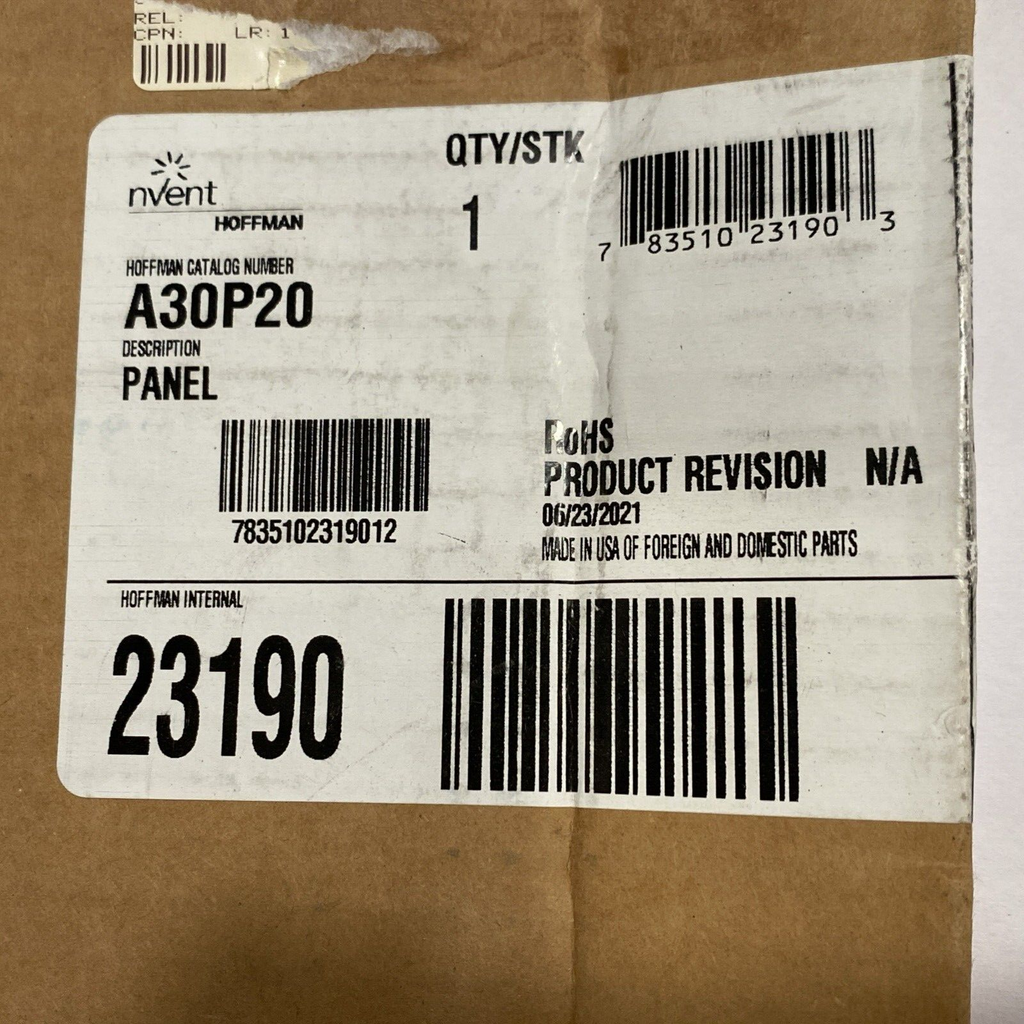 REL:
CPN: LR: 1
nVent
HOFFMAN
QTY/STK
1
7 83510 23190 3
HOFFMAN CATALOG NUMBER
A30P20
DESCRIPTION
PANEL
7835102319012
RoHS
PRODUCT REVISION N/A
06/23/2021
MADE IN USA OF FOREIGN AND DOMESTIC PARTS
HOFFMAN INTERNAL
23190